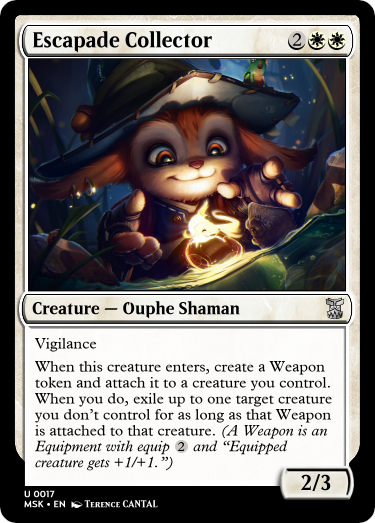 Escapade Collector 2
Creature — Ouphe Shaman
Vigilance
When this creature enters, create a Weapon
token and attach it to a creature you control.
When you do, exile up to one target creature
you don't control for as long as that Weapon
is attached to that creature. (A Weapon is an
Equipment with equip 2 and “Equipped
creature gets +1/+1.”)
2/3
U 0017
MSK • EN Terence CANTAL